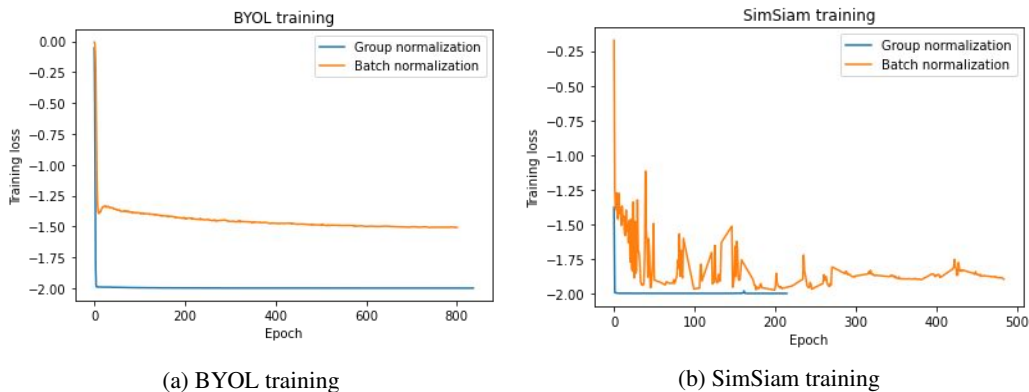 BYOL training
0.00
−0.25
−0.50
−0.75
−1.00
−1.25
−1.50
−1.75
−2.00
Training loss
0 200 400 600 800
Epoch
Group normalization
Batch normalization
(a) BYOL training
SimSiam training
−0.25
−0.50
−0.75
−1.00
−1.25
−1.50
−1.75
−2.00
Training loss
0 100 200 300 400 500
Epoch
Group normalization
Batch normalization
(b) SimSiam training